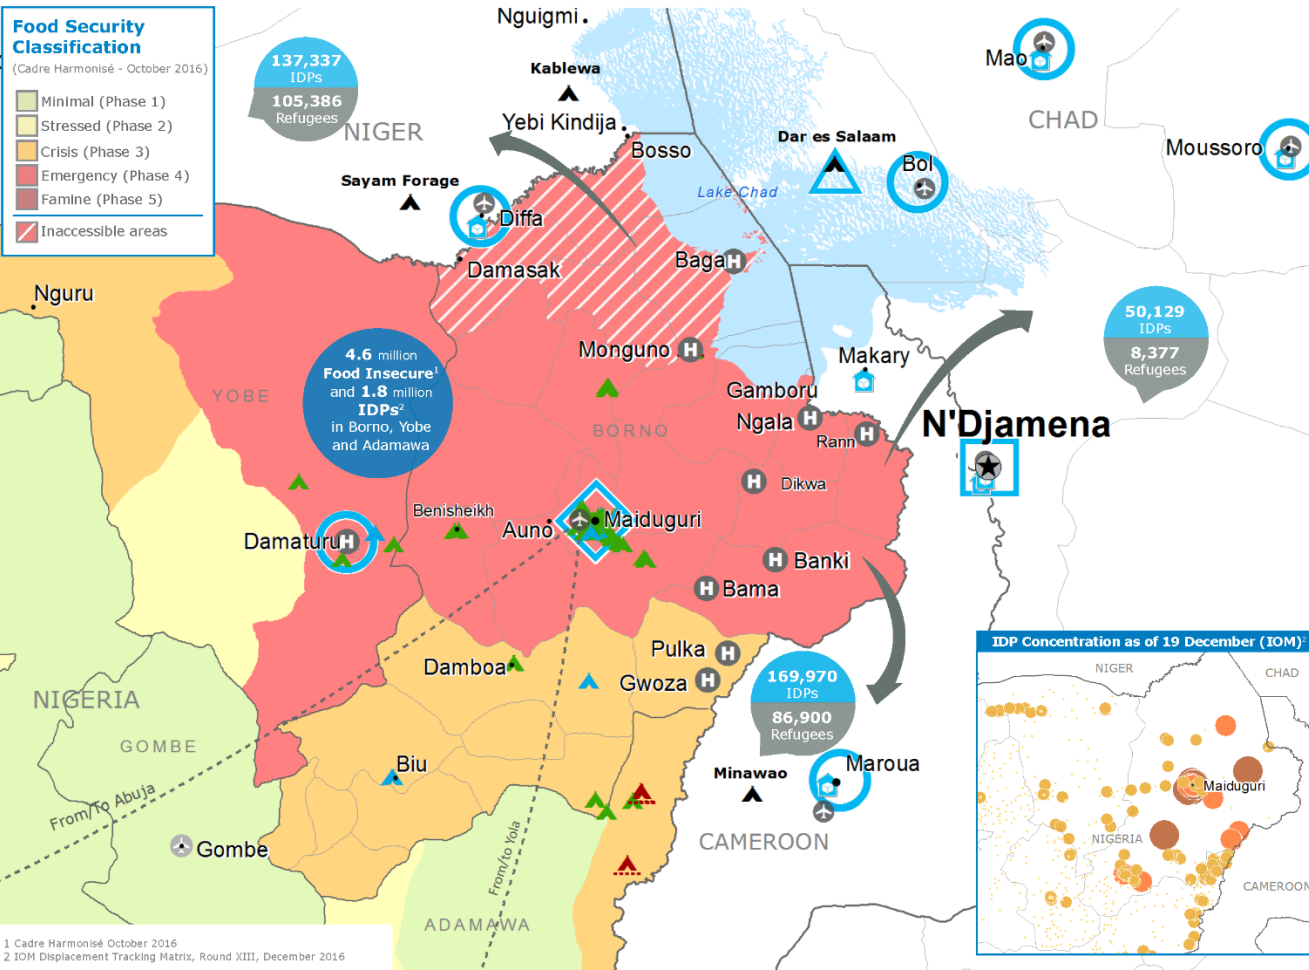 Food Security
Classification
(Cadre Harmonisé - October 2016)
Minimal (Phase 1)
Stressed (Phase 2)
Crisis (Phase 3)
Emergency (Phase 4)
Famine (Phase 5)
Inaccessible areas
137,337
IDPs
105,386
Refugees
NIGER
Nguigmi
Kablewa
Yebi Kindija
Bosso
Sayam Forage
Diffa
Damasak
Lake Chad
Dar es Salaam
Bol
Mao
CHAD
Moussoro
Baga
Nguru
4.6 million
Food Insecure1
and 1.8 million
IDPs2
in Borno, Yobe
and Adamawa
YOBE
Monguno
BORNO
Makary
50,129
IDPs
8,377
Refugees
Gamboru
Ngala
Rann
N'Djamena
Dikwa
Benisheikh
Auno
Maiduguri
Damaturu
Banki
Bama
Pulka
Gwoza
Damboa
169,970
IDPs
86,900
Refugees
NIGERIA
GOMBE
Biu
Minawao
Maroua
From/To Abuja
Gombe
From/to Yola
CAMEROON
ADAMAWA
IDP Concentration as of 19 December (IOM)2
NIGER
CHAD
Maiduguri
NIGERIA
CAMEROON
H
H
H
H
H
H
H
H
H
H
1 Cadre Harmonisé October 2016
2 IOM Displacement Tracking Matrix, Round XIII, December 2016